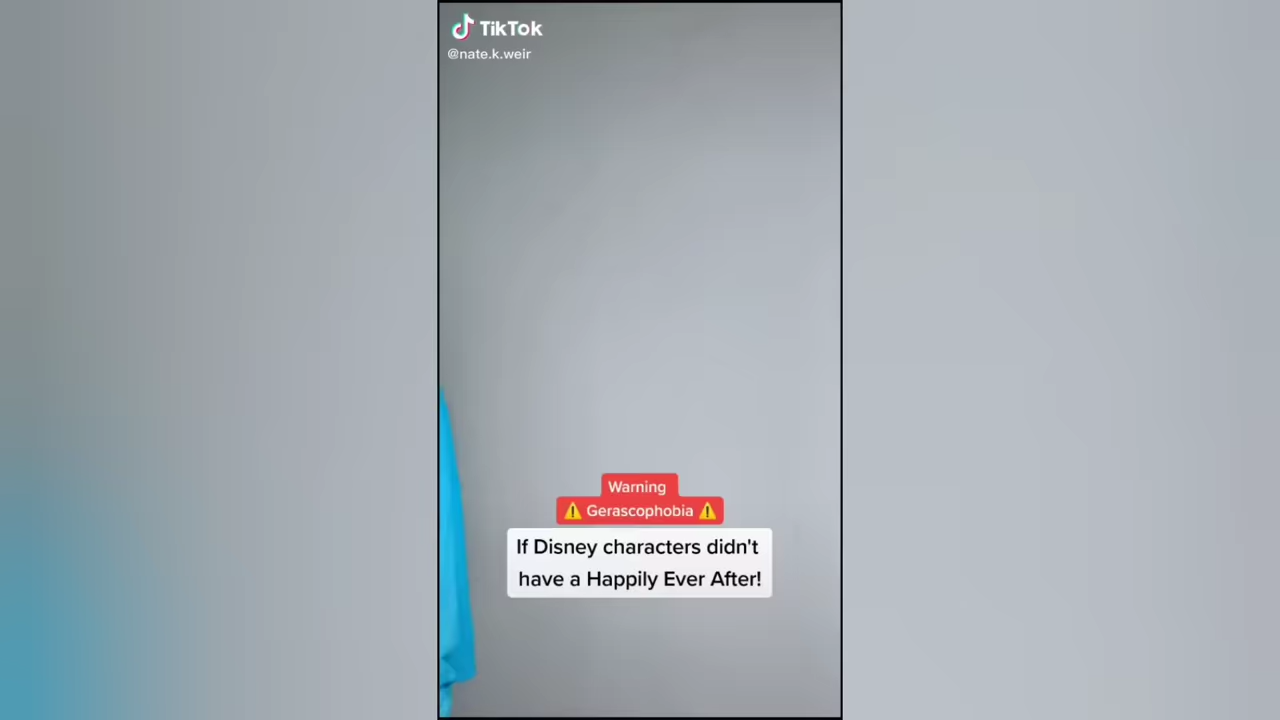 TikTok
@nate.k.weir
Warning
⚠️ Gerascophobia ⚠️
If Disney characters didn't
have a Happily Ever After!